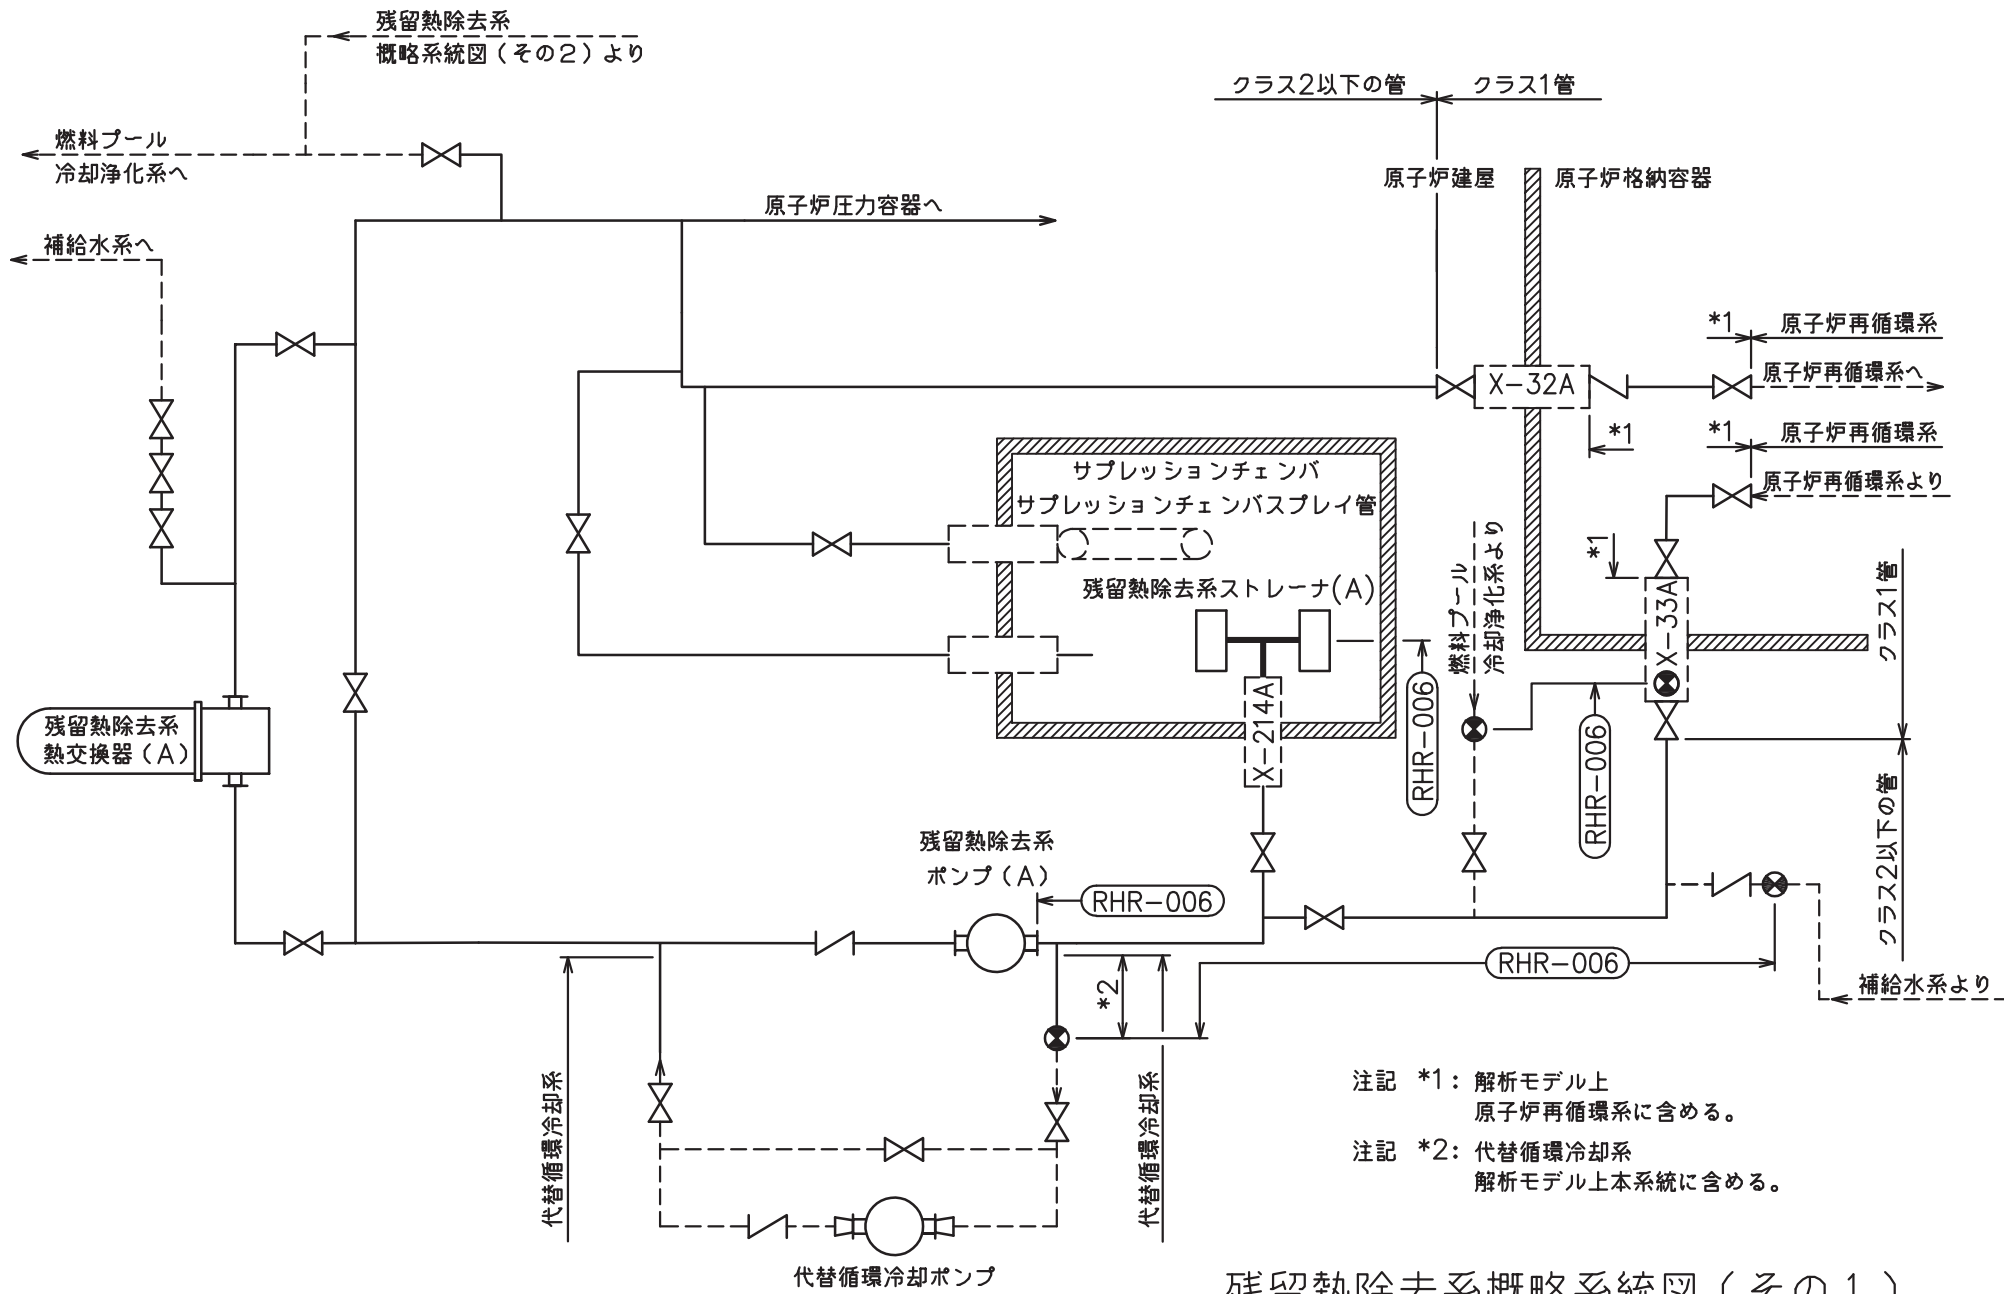 残留熱除去系
概略系統図（その２）より
クラス2以下の管
クラス1管
燃料プール
冷却浄化系へ
原子炉建屋
原子炉格納容器
原子炉圧力容器へ
補給水系へ
*1
原子炉再循環系
原子炉再循環系へ
X-32A
*1
*1
原子炉再循環系
原子炉再循環系より
サプレッションチェンバ
サプレッションチェンバスプレイ管
燃料プール
冷却浄化系より
*1
クラス1管
残留熱除去系ストレーナ(A)
X-33A
X-214A
RHR-006
RHR-006
残留熱除去系
熱交換器（A）
クラス2以下の管
残留熱除去系
ポンプ（A）
RHR-006
RHR-006
*2
補給水系より
代替循環冷却系
代替循環冷却系
注記　*1：解析モデル上
原子炉再循環系に含める。
注記　*2：代替循環冷却系
解析モデル上本系統に含める。
代替循環冷却ポンプ
残留熱除去系概略系統図（その１）